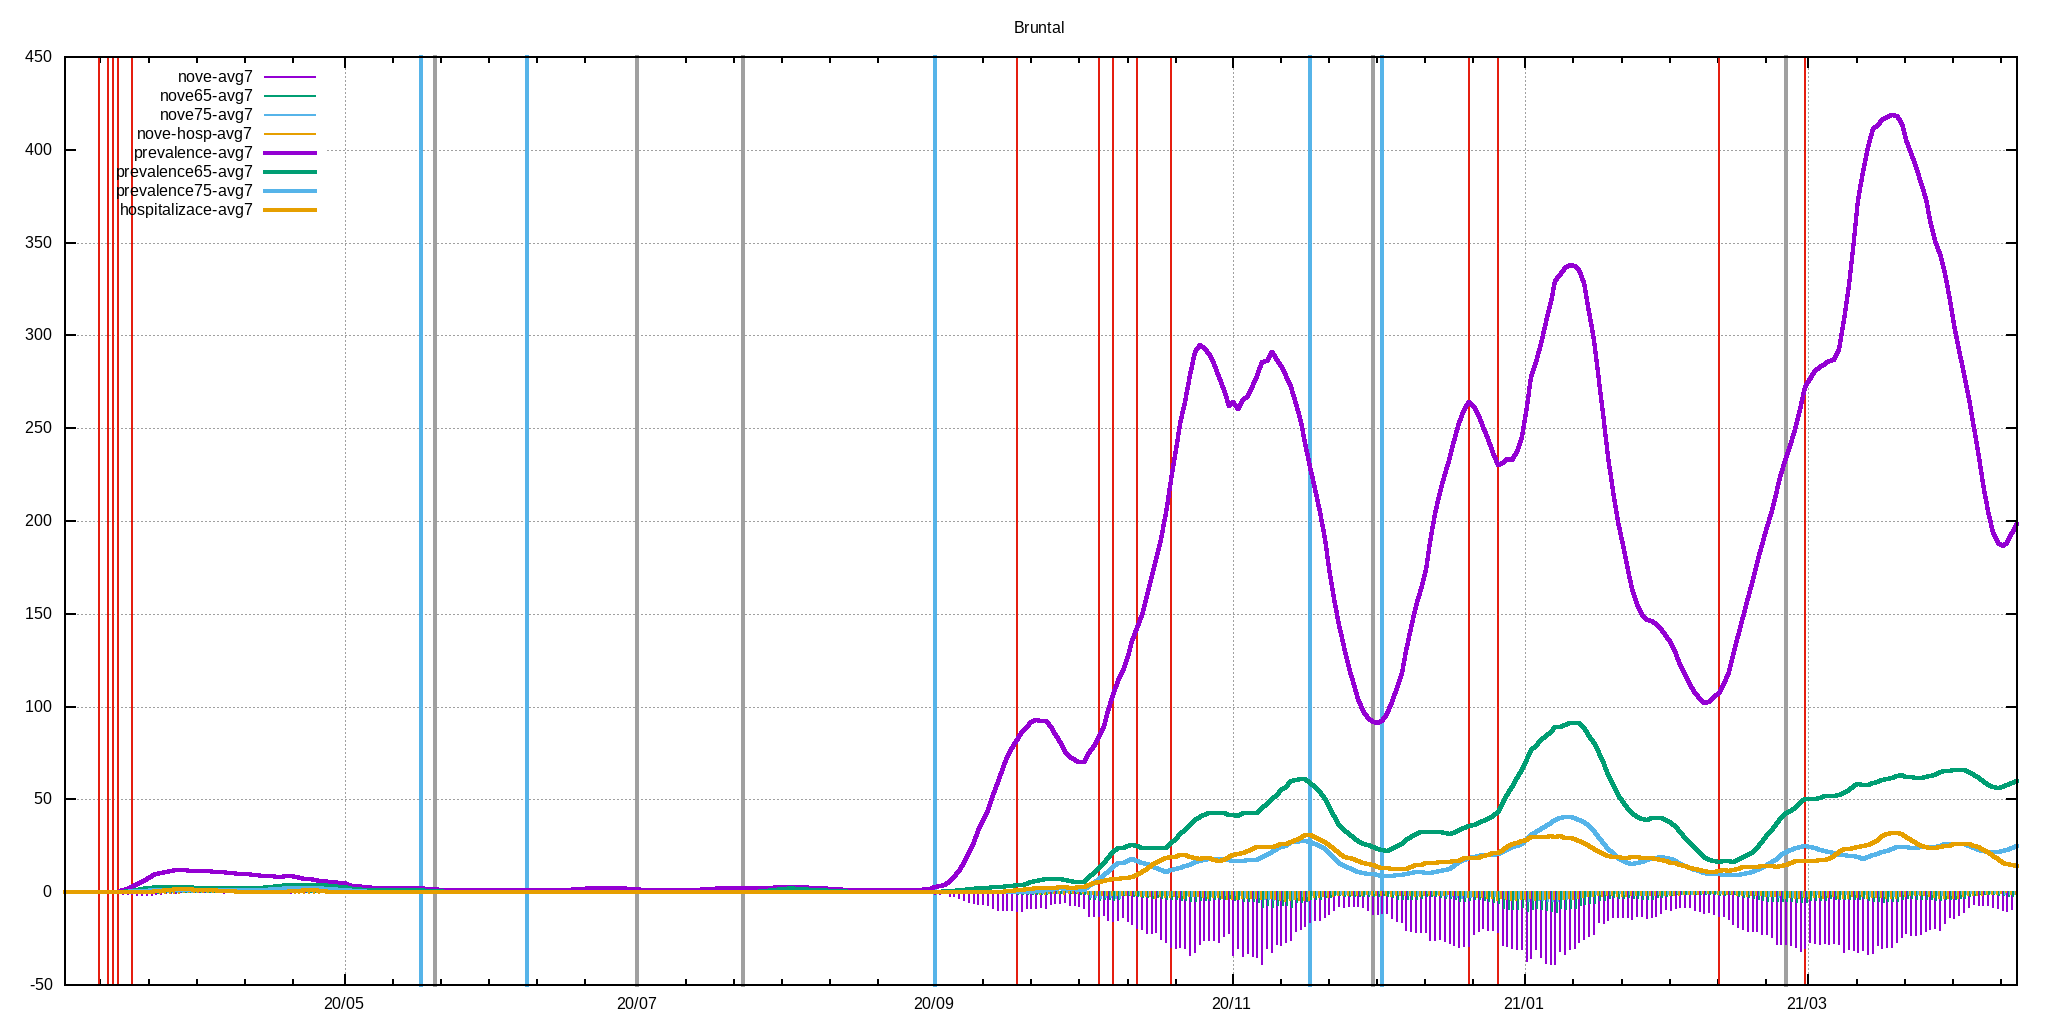 Bruntal
450
400
350
300
250
200
150
100
50
0
-50
nove-avg7
nove65-avg7
nove75-avg7
nove-hosp-avg7
prevalence-avg7
prevalence65-avg7
prevalence75-avg7
hospitalizace-avg7
20/05
20/07
20/09
20/11
21/01
21/03